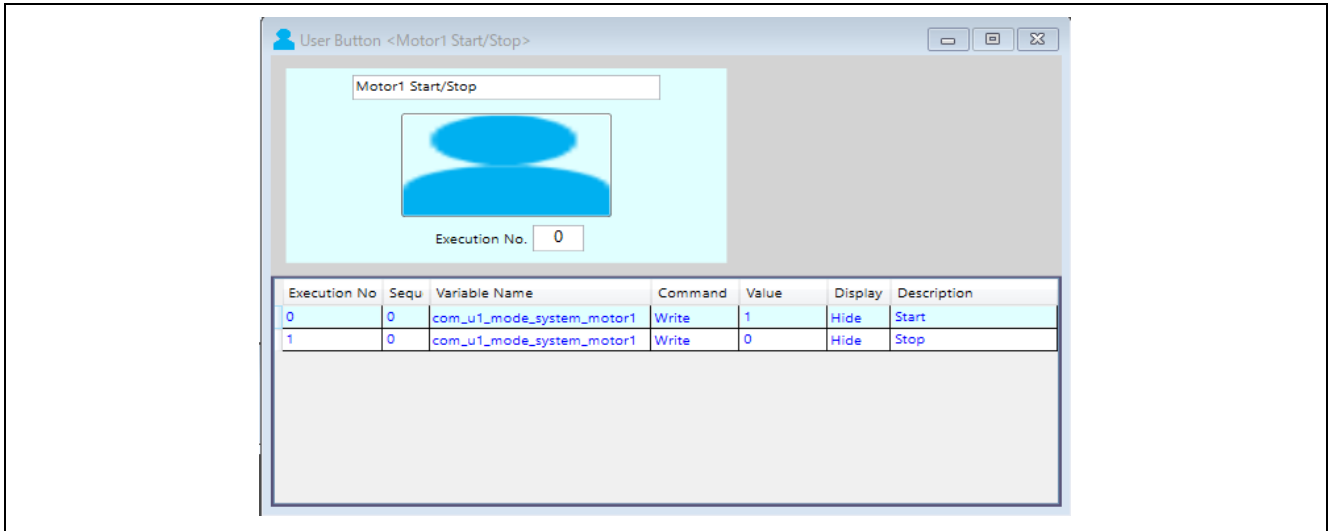 User Button <Motor1 Start/Stop>
Motor1 Start/Stop
Execution No. 0
Execution No Sequ Variable Name Command Value Display Description
0 0 com_u1_mode_system_motor1 Write 1 Hide Start
1 0 com_u1_mode_system_motor1 Write 0 Hide Stop